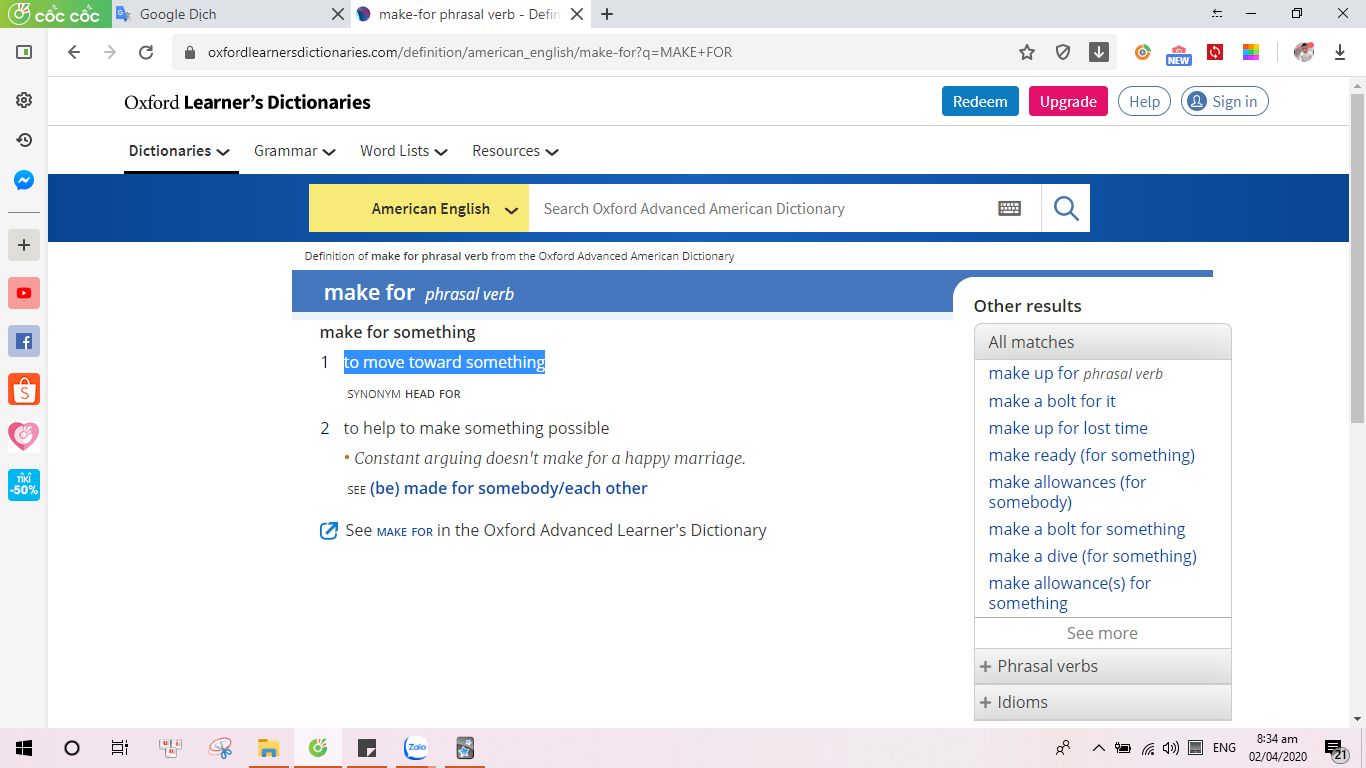 cốc cốc
Google Dịch
make-for phrasal verb - Defin
oxfordlearnersdictionaries.com/definition/american_english/make-for?q=MAKE+FOR
NEW
Oxford Learner's Dictionaries
Redeem
Upgrade
Help
Sign in
Dictionaries
Grammar
Word Lists
Resources
American English
Search Oxford Advanced American Dictionary
Definition of make for phrasal verb from the Oxford Advanced American Dictionary
make for phrasal verb
make for something
1 to move toward something
SYNONYM HEAD FOR
2 to help to make something possible
• Constant arguing doesn't make for a happy marriage.
SEE (be) made for somebody/each other
See MAKE FOR in the Oxford Advanced Learner's Dictionary
Other results
All matches
make up for phrasal verb
make a bolt for it
make up for lost time
make ready (for something)
make allowances (for
somebody)
make a bolt for something
make a dive (for something)
make allowance(s) for
something
See more
+ Phrasal verbs
+ Idioms
TIKI
-50%
Zalo
ENG
8:34 am
02/04/2020
21